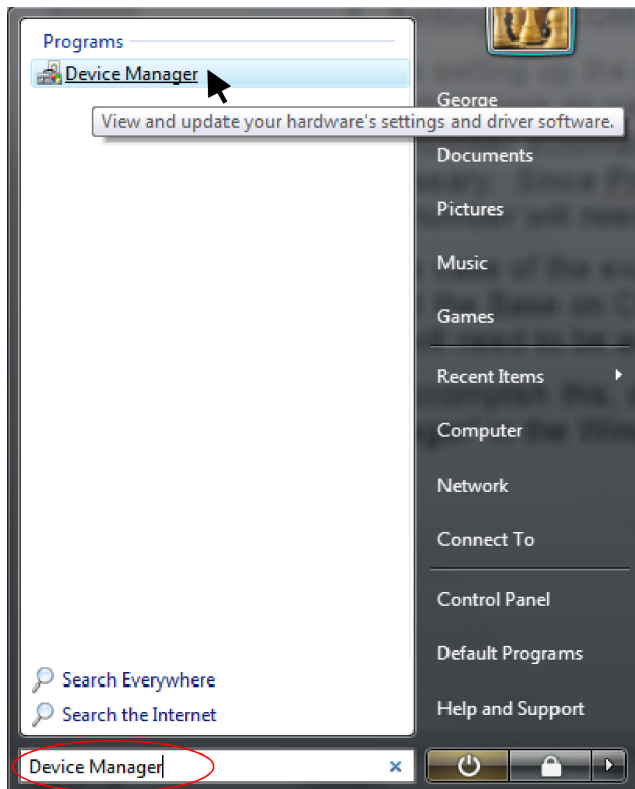 Programs
Device Manager
View and update your hardware's settings and driver software.
Search Everywhere
Search the Internet
Device Manager
George
Documents
Pictures
Music
Games
Recent Items
Computer
Network
Connect To
Control Panel
Default Programs
Help and Support